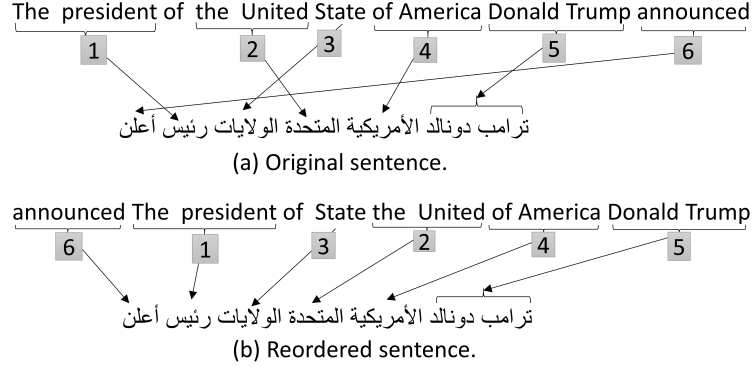 The president of the United State of America Donald Trump announced
1 2 3 4 5 6
ترامب دونالد الأمريكية المتحدة الولايات رئيس أعلن
(a) Original sentence.
announced The president of State the United of America Donald Trump
6 1 3 2 4 5
ترامب دونالد الأمريكية المتحدة الولايات رئيس أعلن
(b) Reordered sentence.